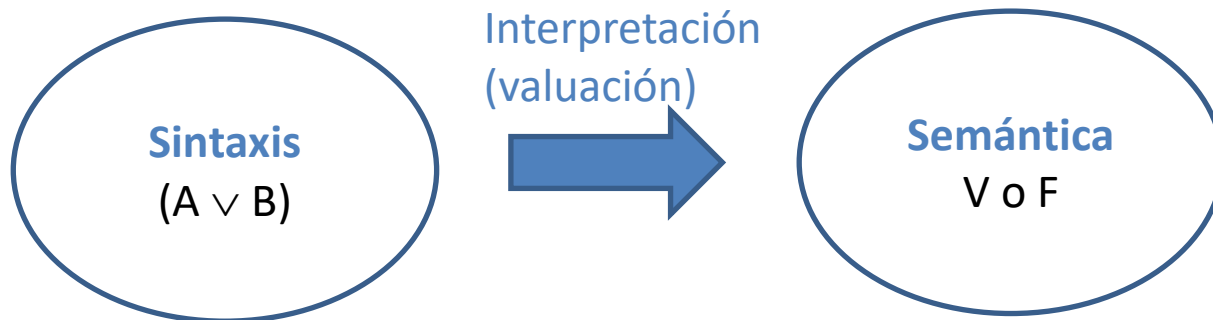 Interpretación
(valuación)
Sintaxis
(A ∨ B)
Semántica
V o F